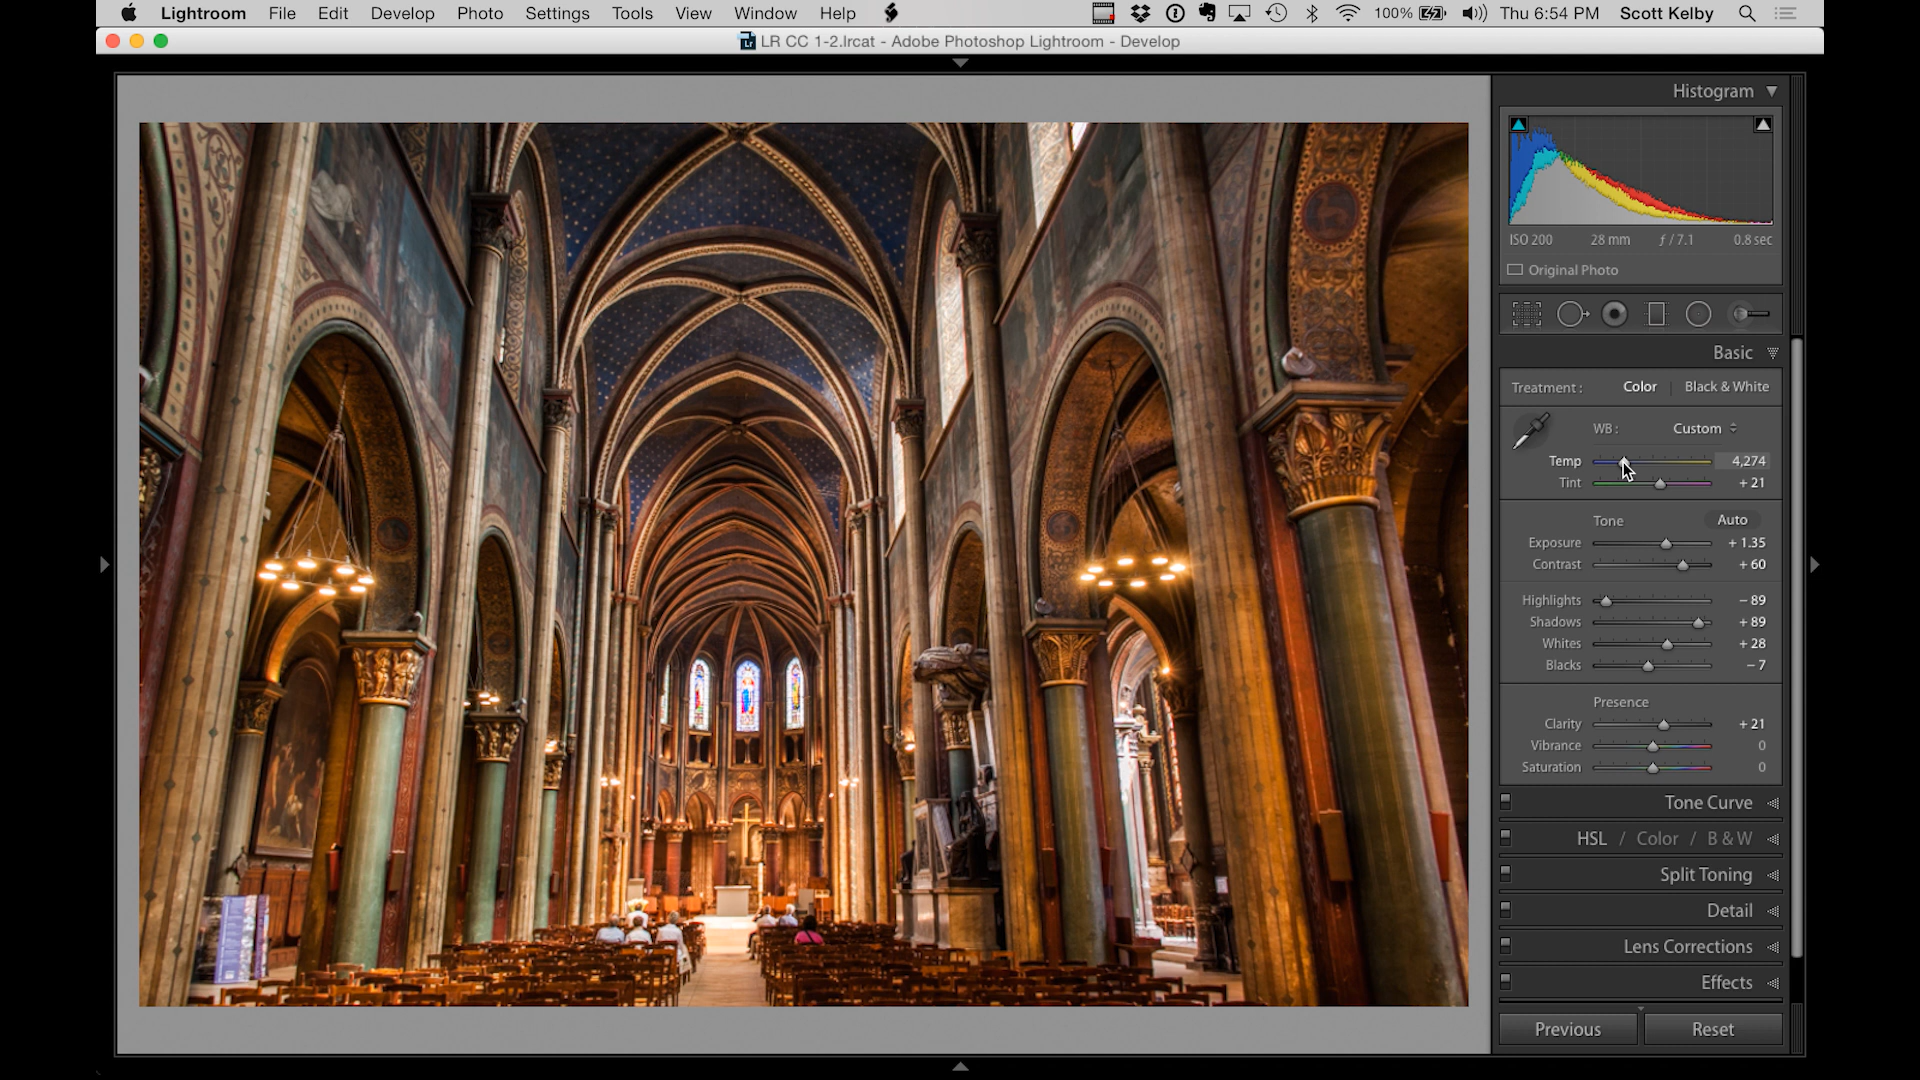 Lightroom File Edit Develop Photo Settings Tools View Window Help 100% Thu 6:54 PM Scott Kelby
Lr LR CC 1-2.lrcat - Adobe Photoshop Lightroom - Develop
Histogram
ISO 200 28 mm ƒ / 7.1 0.8 sec
Original Photo
Basic
Treatment : Color Black & White
WB : Custom
Temp 4,274
Tint + 21
Tone Auto
Exposure + 1.35
Contrast + 60
Highlights − 89
Shadows + 89
Whites + 28
Blacks − 7
Presence
Clarity + 21
Vibrance 0
Saturation 0
Tone Curve
HSL / Color / B & W
Split Toning
Detail
Lens Corrections
Effects
Previous Reset